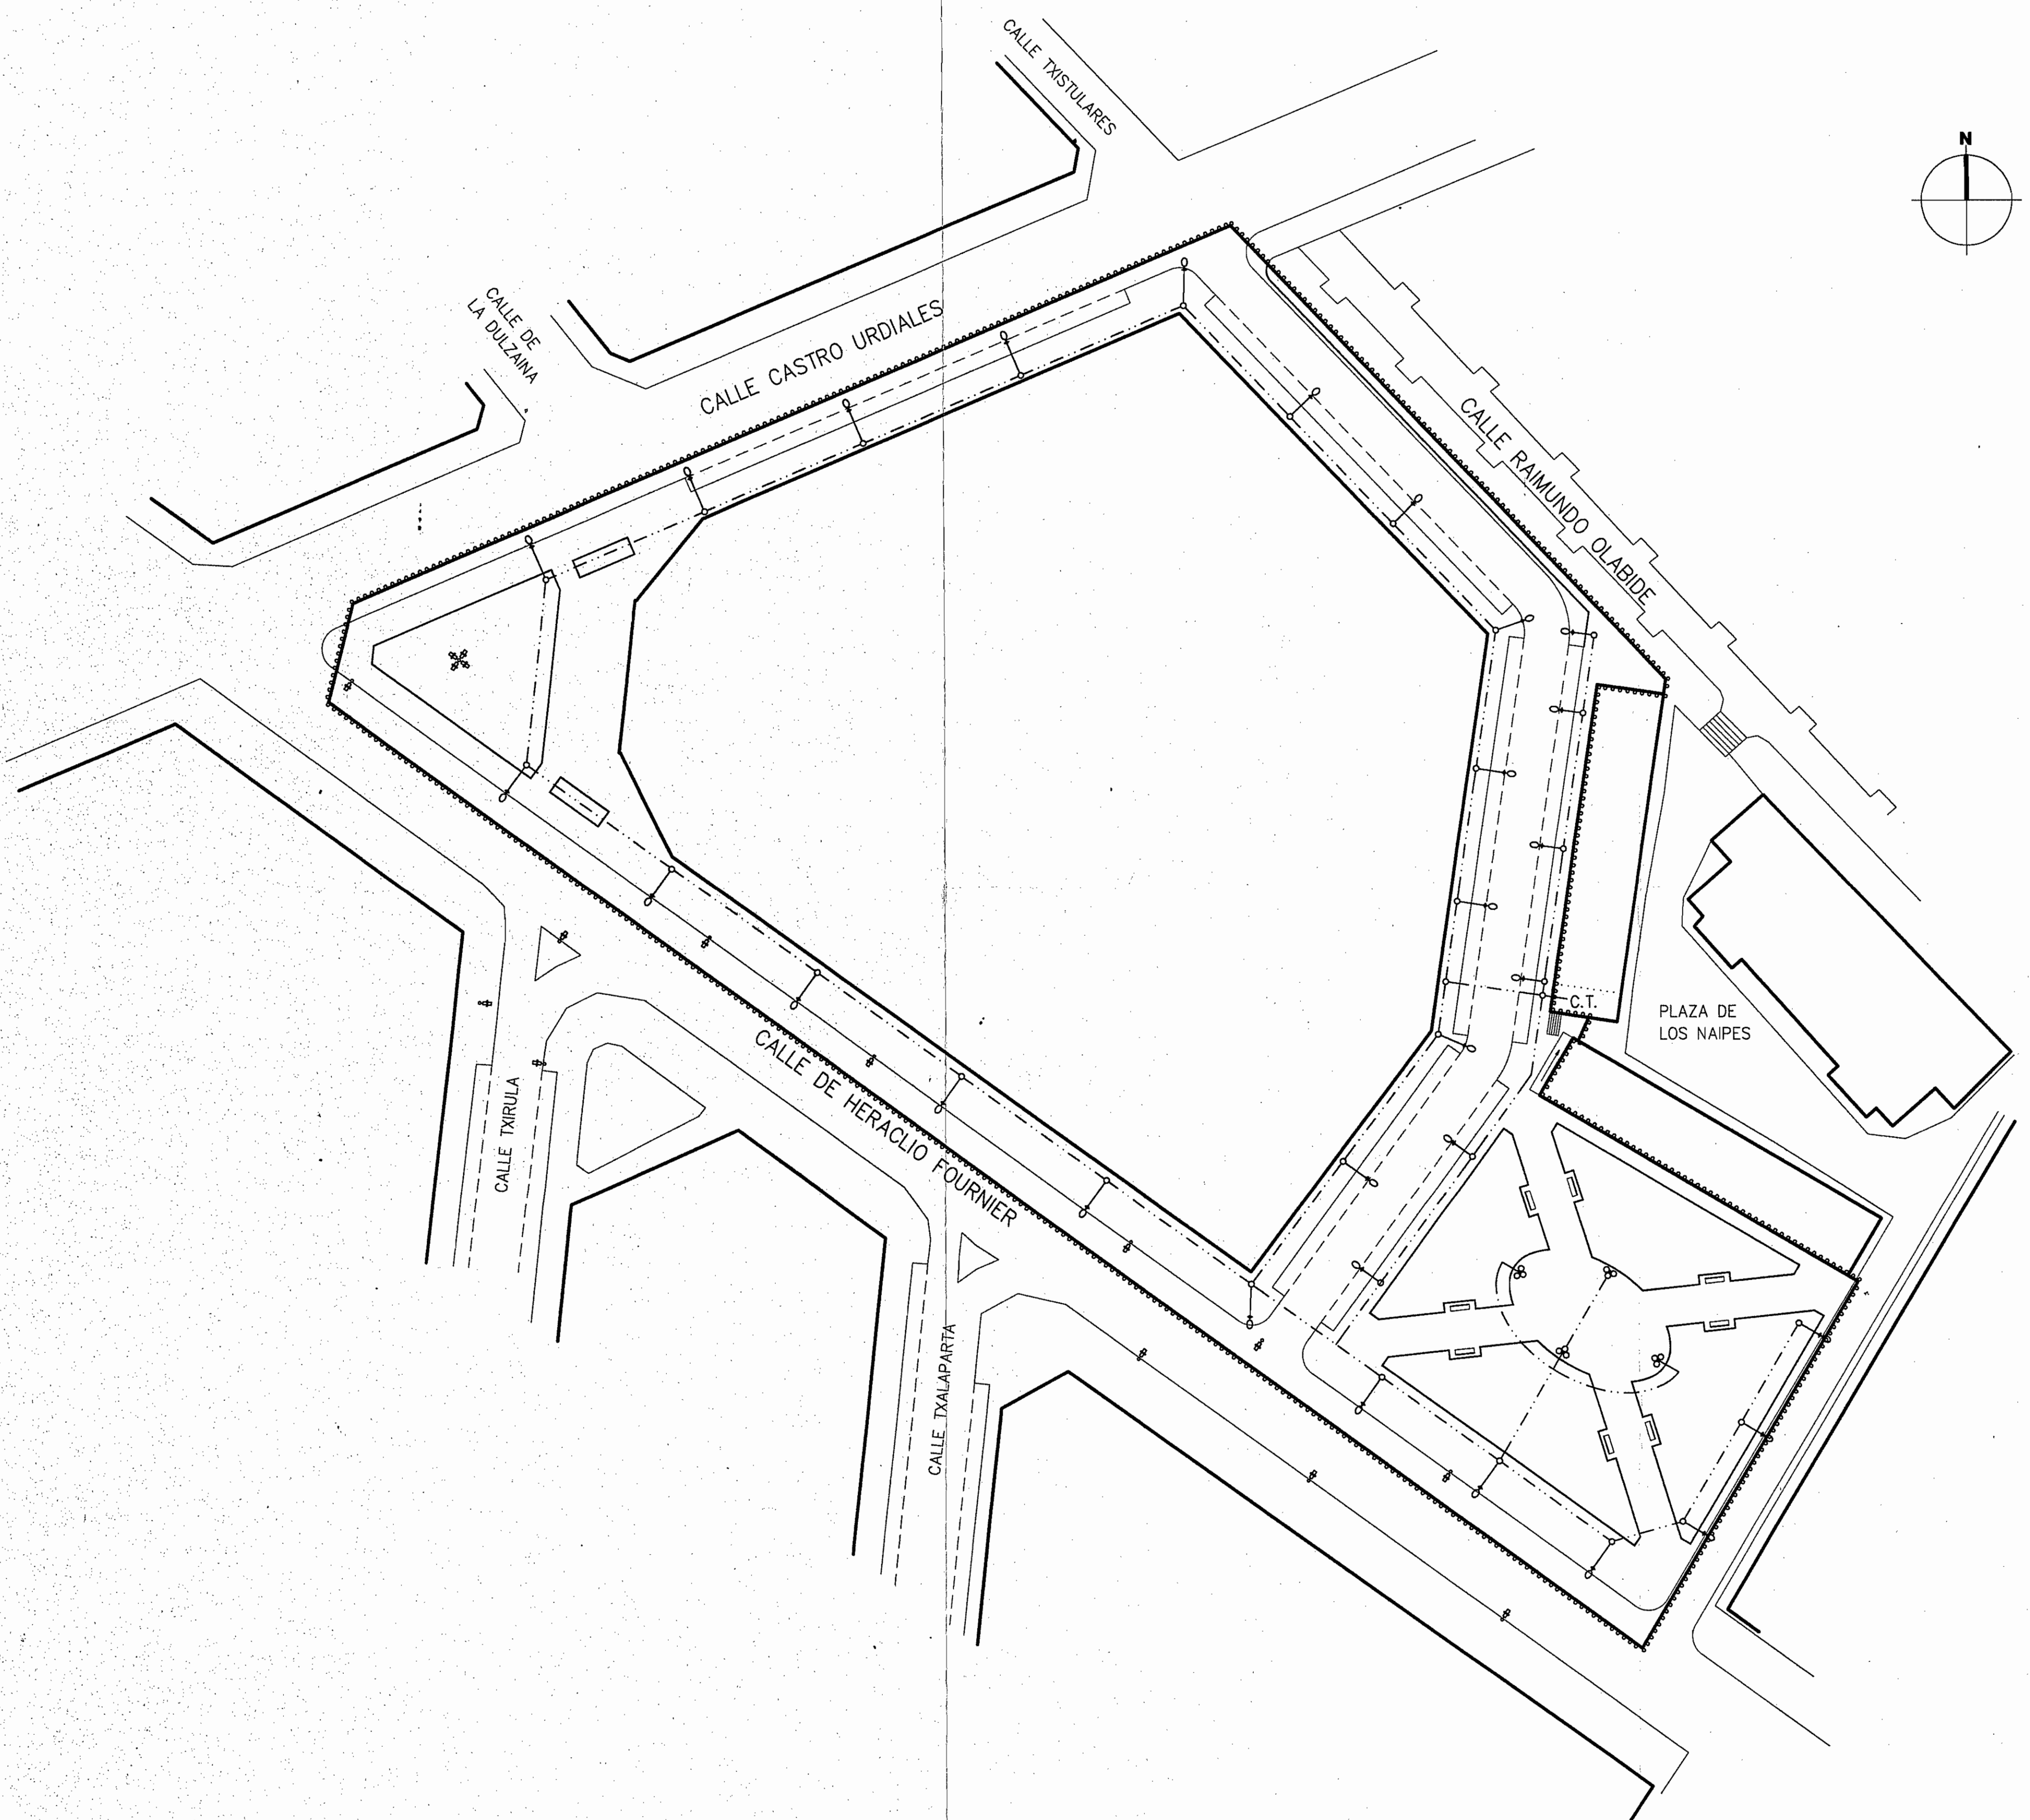 CALLE TXISTULARES
N
CALLE DE
LA DULZAINA
CALLE CASTRO URDIALES
CALLE RAIMUNDO OLABIDE
C.T.
PLAZA DE
LOS NAIPES
CALLE DE HERACLIO FOURNIER
CALLE TXIRULA
CALLE TXALAPARTA